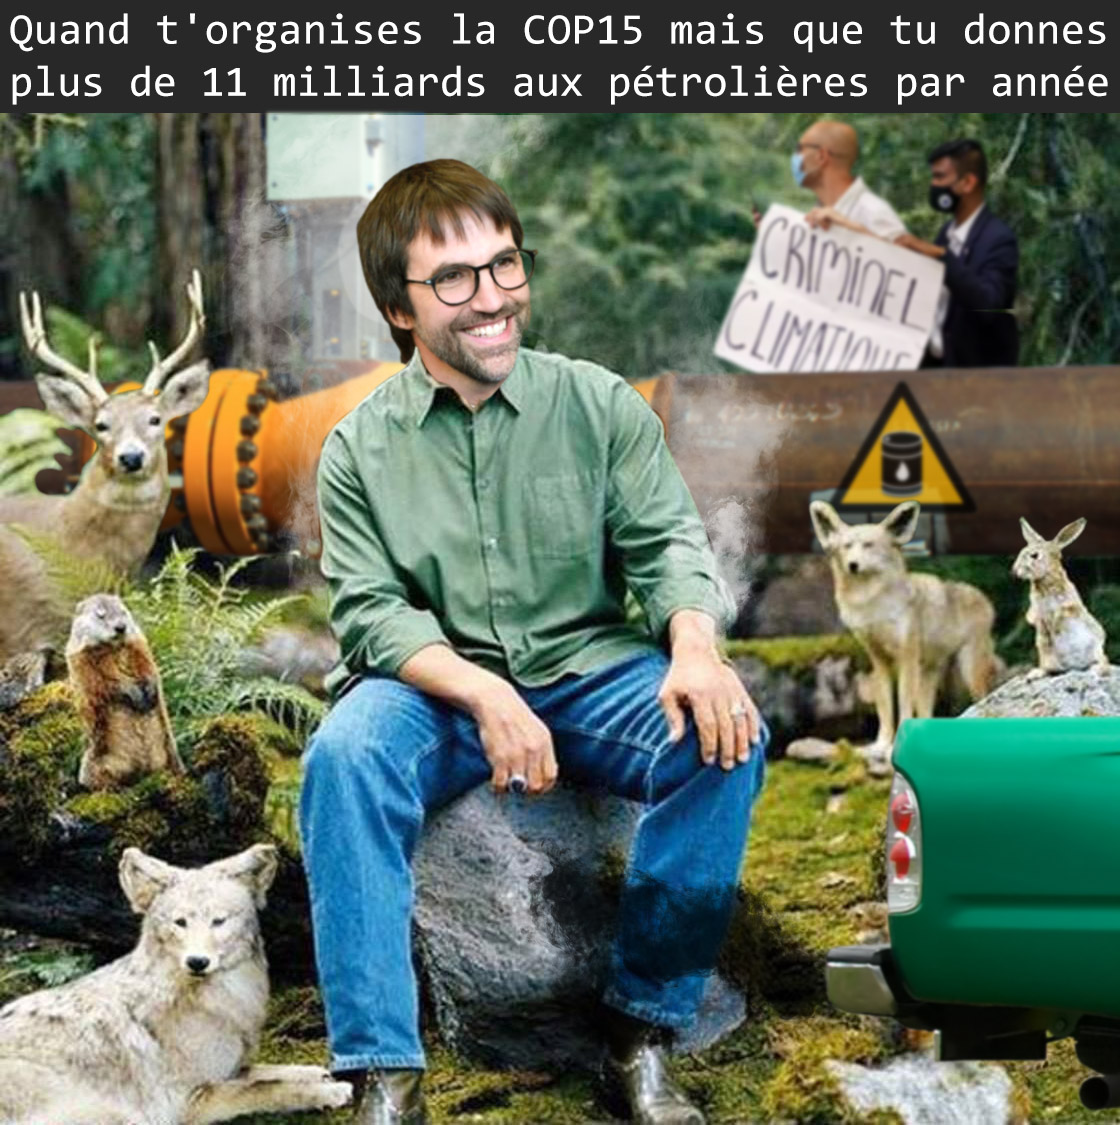 Quand t'organises la COP15 mais que tu donnes
plus de 11 milliards aux pétrolières par année
CRIMINEL
CLIMATIQUE